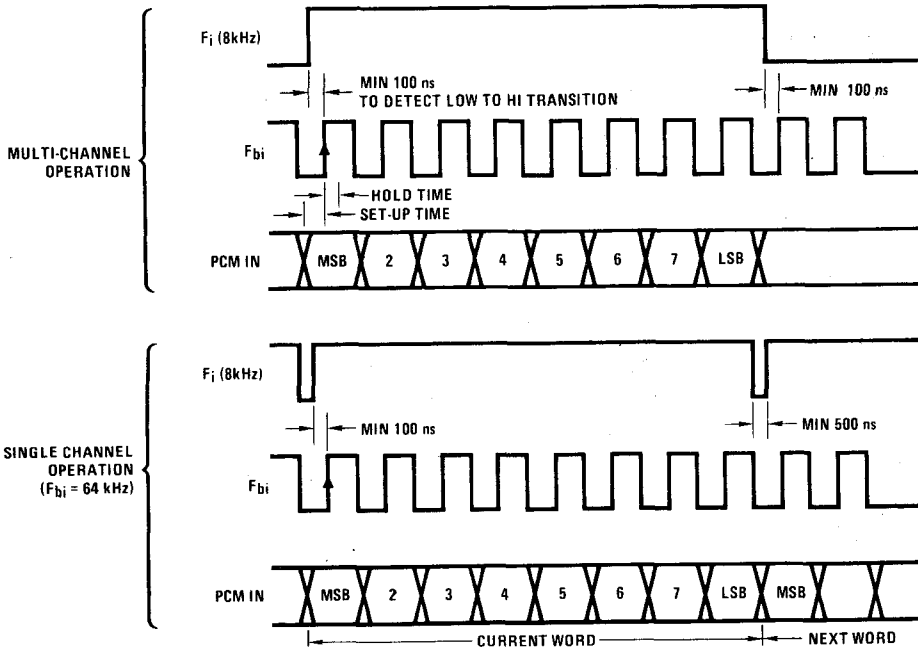 Fi (8kHz)
MIN 100 ns
TO DETECT LOW TO HI TRANSITION
MIN 100 ns
MULTI-CHANNEL
OPERATION
Fbi
HOLD TIME
SET-UP TIME
PCM IN
MSB 2 3 4 5 6 7 LSB
Fi (8kHz)
MIN 100 ns
MIN 500 ns
SINGLE CHANNEL
OPERATION
(Fbi = 64 kHz)
Fbi
PCM IN
MSB 2 3 4 5 6 7 LSB MSB
CURRENT WORD
NEXT WORD